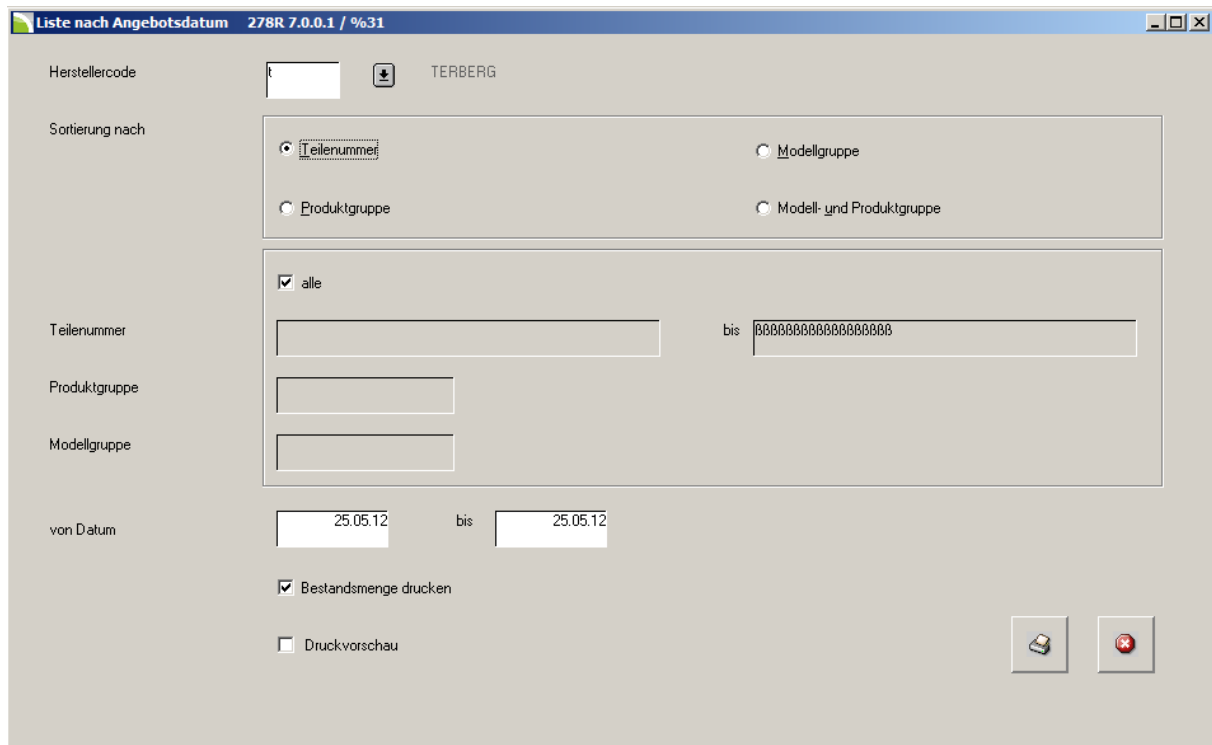 Liste nach Angebotsdatum 278R 7.0.0.1 / %31
Herstellercode t TERBERG
Sortierung nach
Teilenummer Modellgruppe
Produktgruppe Modell- und Produktgruppe
alle
Teilenummer bis ßßßßßßßßßßßßßßßßßß
Produktgruppe
Modellgruppe
von Datum 25.05.12 bis 25.05.12
Bestandsmenge drucken
Druckvorschau